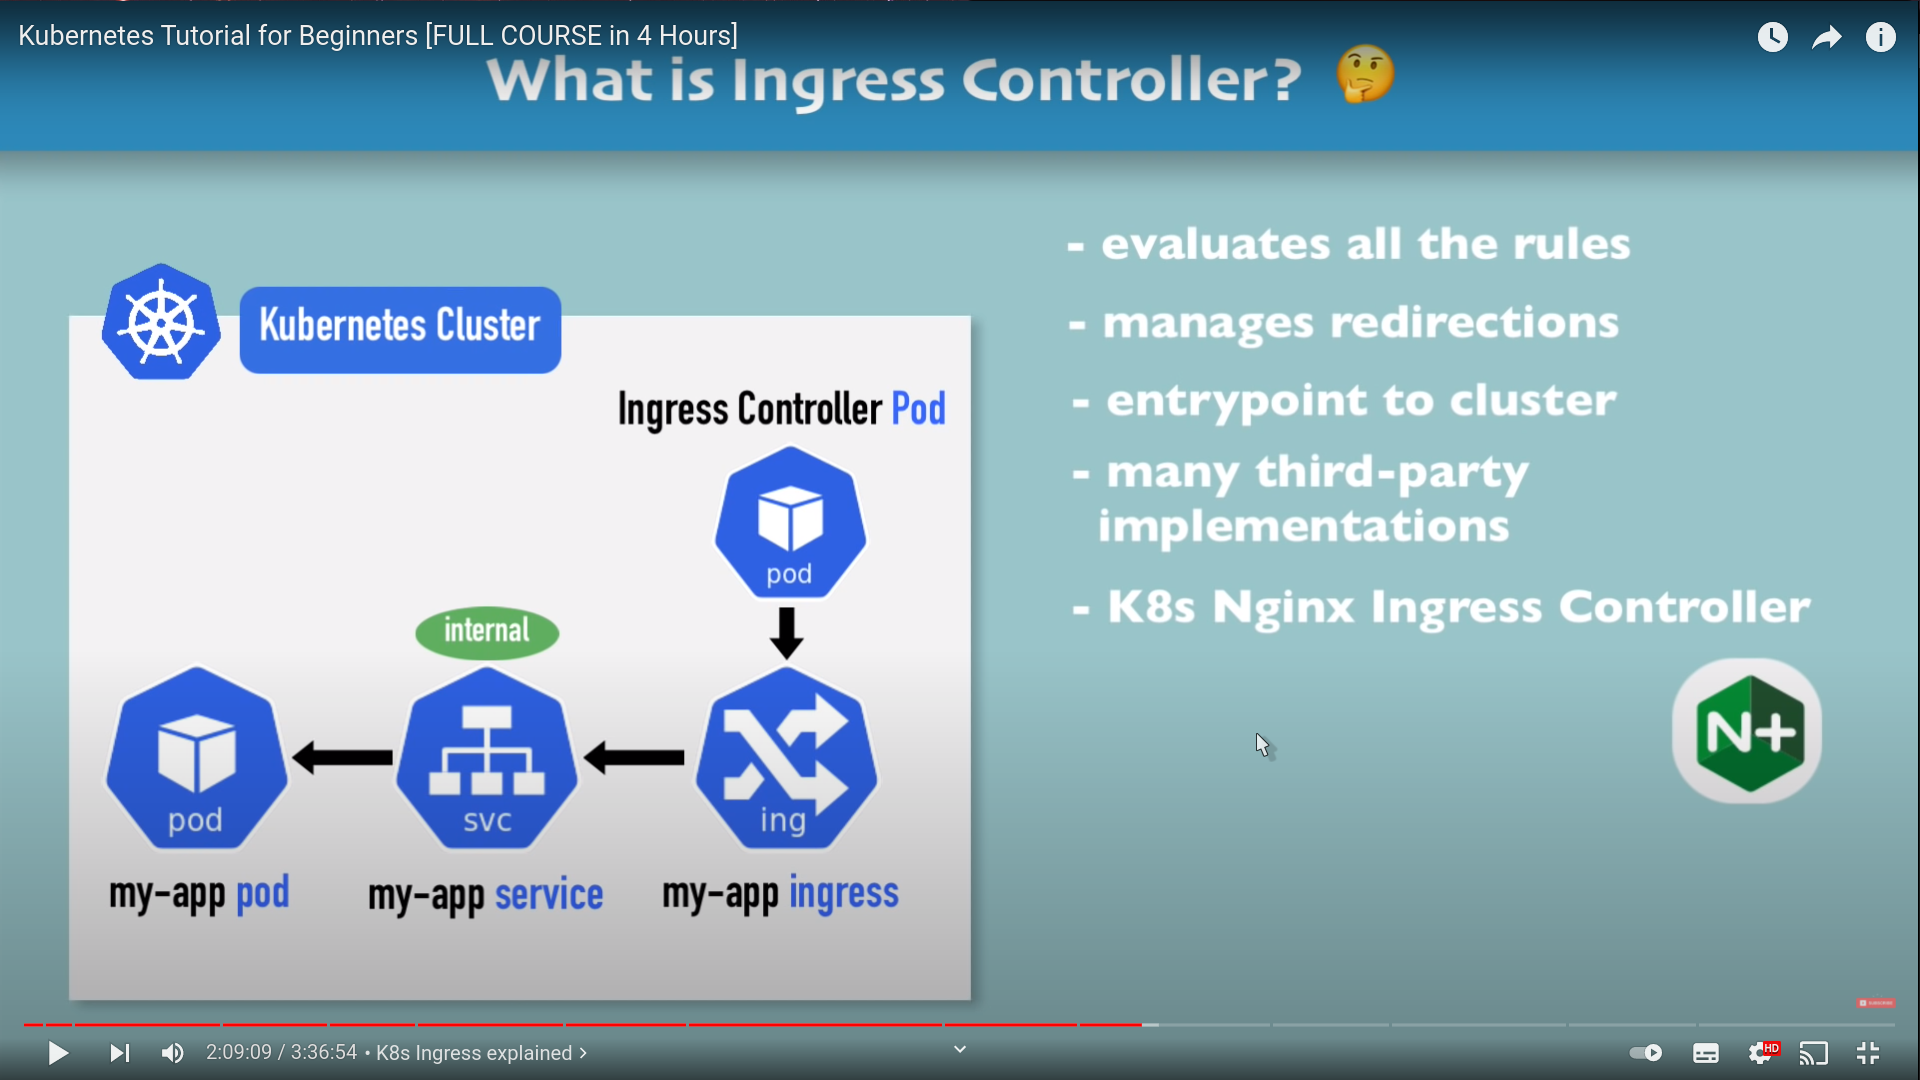 Kubernetes Tutorial for Beginners [FULL COURSE in 4 Hours]
What is Ingress Controller? 🤔
Kubernetes Cluster
Ingress Controller Pod
pod
internal
pod
svc
ing
my-app pod
my-app service
my-app ingress
- evaluates all the rules
- manages redirections
- entrypoint to cluster
- many third-party
implementations
- K8s Nginx Ingress Controller
N+
SUBSCRIBE
2:09:09 / 3:36:54 • K8s Ingress explained >
HD